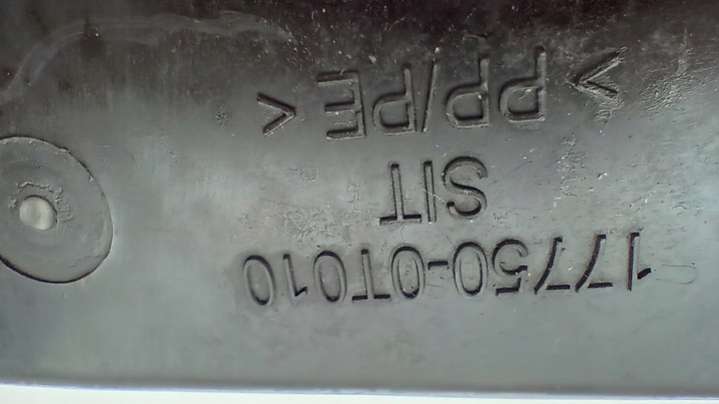 17750-0T010
SIT
> PP/PE <